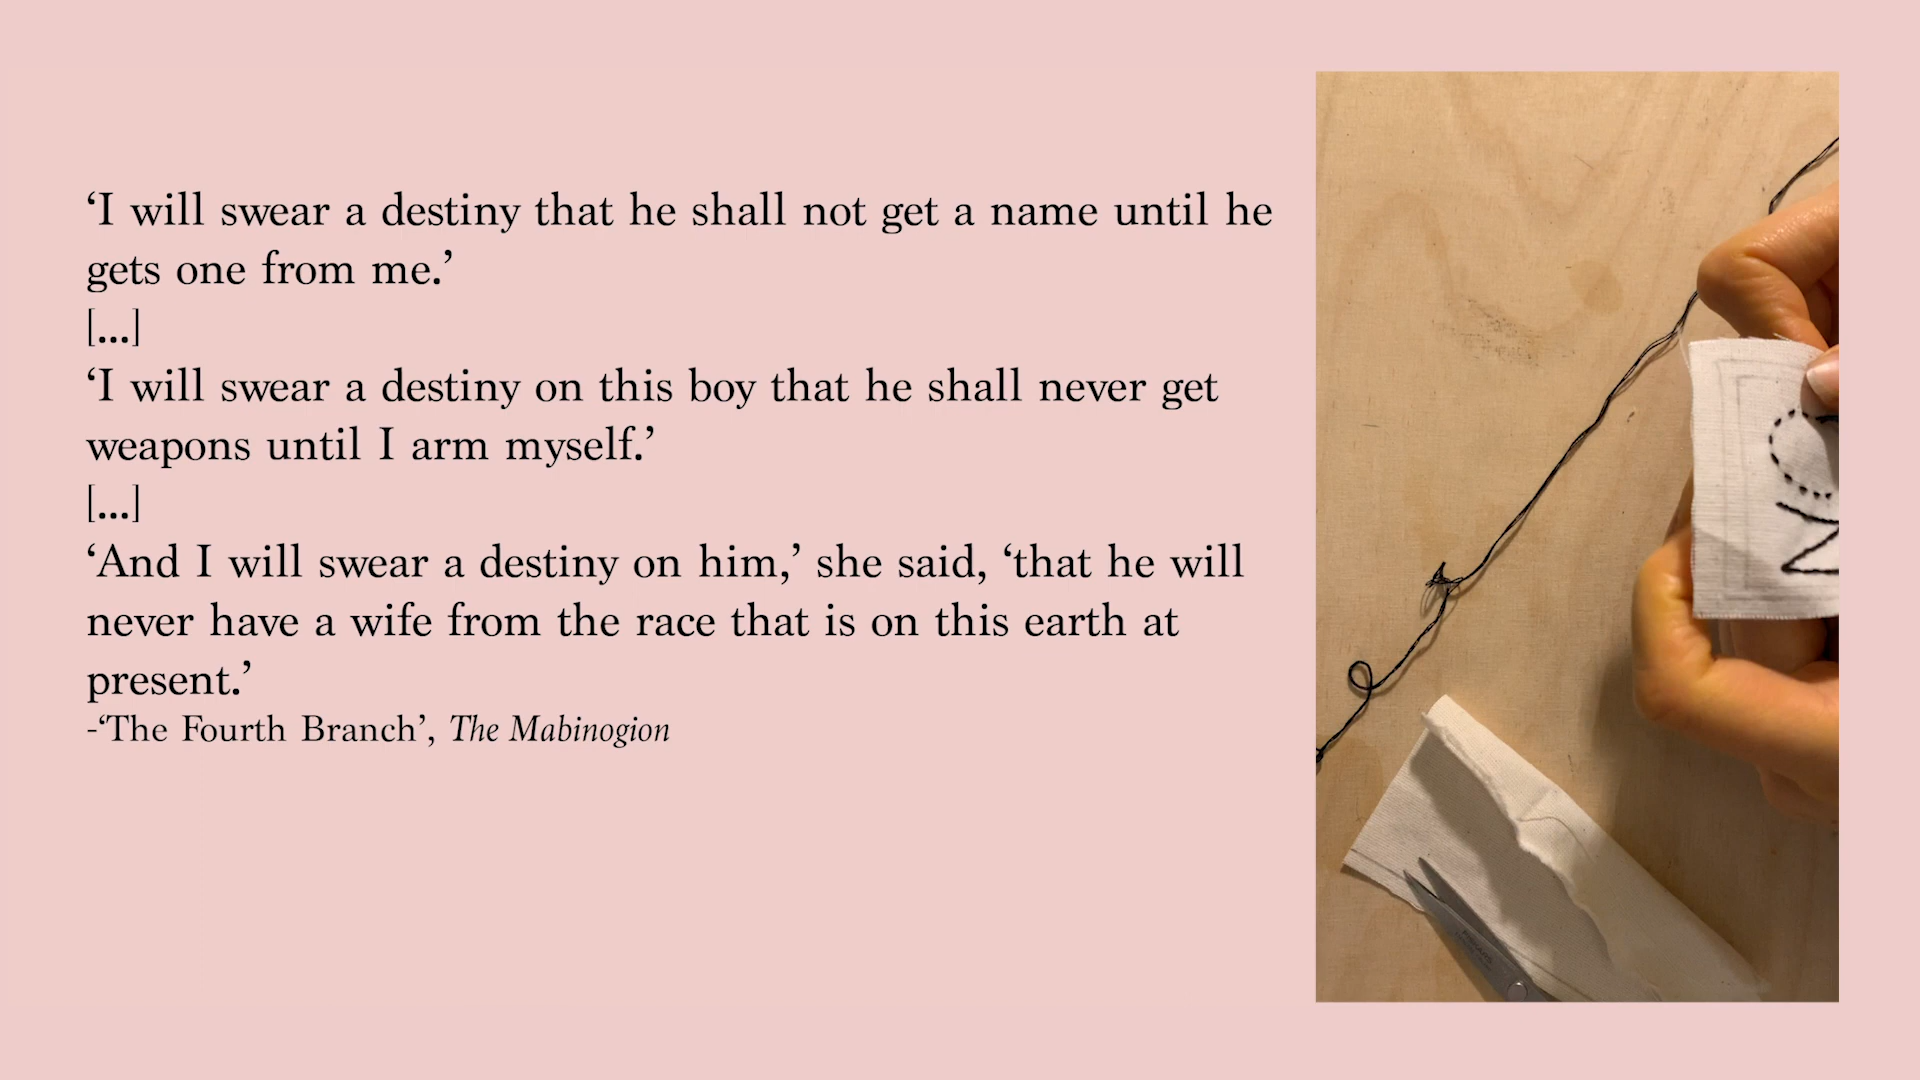 ‘I will swear a destiny that he shall not get a name until he
gets one from me.’
[...]
‘I will swear a destiny on this boy that he shall never get
weapons until I arm myself.’
[...]
‘And I will swear a destiny on him,’ she said, ‘that he will
never have a wife from the race that is on this earth at
present.’
-‘The Fourth Branch’, The Mabinogion